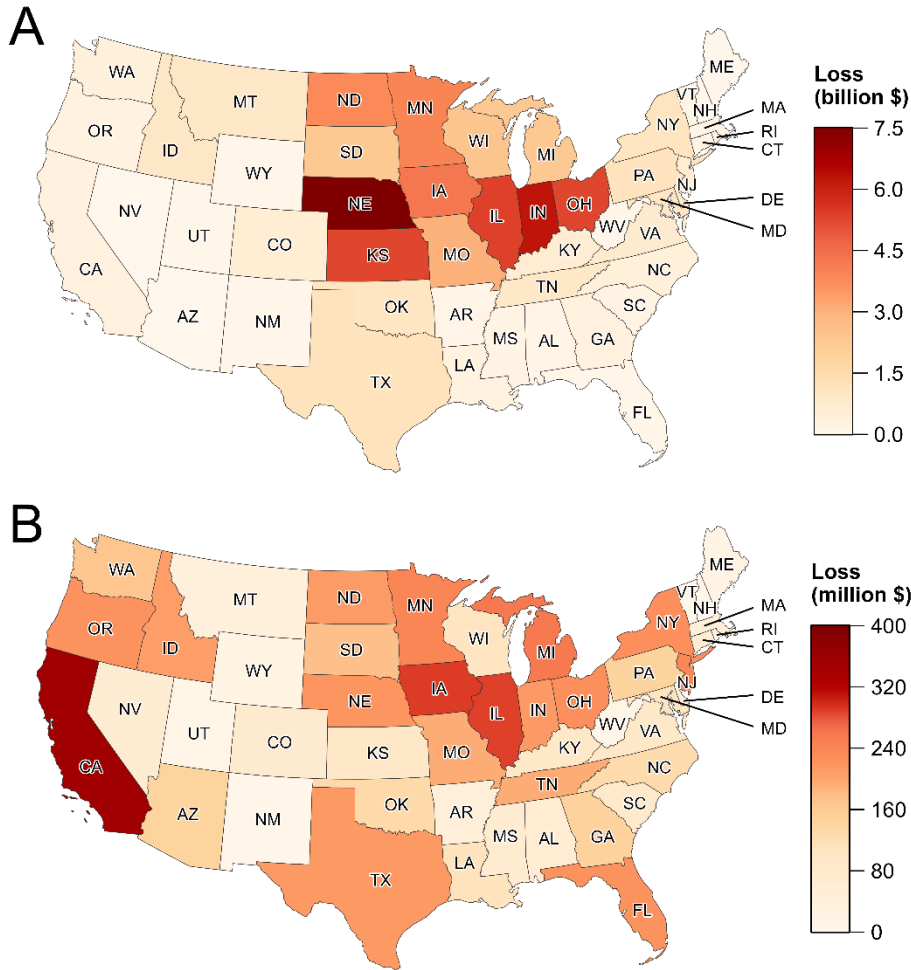 A
WA
MT
ND
MN
ME
VT
NH
MA
RI
CT
OR
ID
WY
SD
WI
MI
NY
NV
UT
CO
NE
IA
IL
IN
OH
PA
NJ
DE
MD
CA
KS
MO
KY
WV
VA
AZ
NM
OK
AR
TN
NC
SC
TX
LA
MS
AL
GA
FL
Loss
(billion $)
7.5
6.0
4.5
3.0
1.5
0.0
B
WA
MT
ND
MN
ME
VT
NH
MA
RI
CT
OR
ID
WY
SD
WI
MI
NY
NV
UT
CO
NE
IA
IL
IN
OH
PA
NJ
DE
MD
CA
KS
MO
KY
WV
VA
AZ
NM
OK
AR
TN
NC
SC
TX
LA
MS
AL
GA
FL
Loss
(million $)
400
320
240
160
80
0